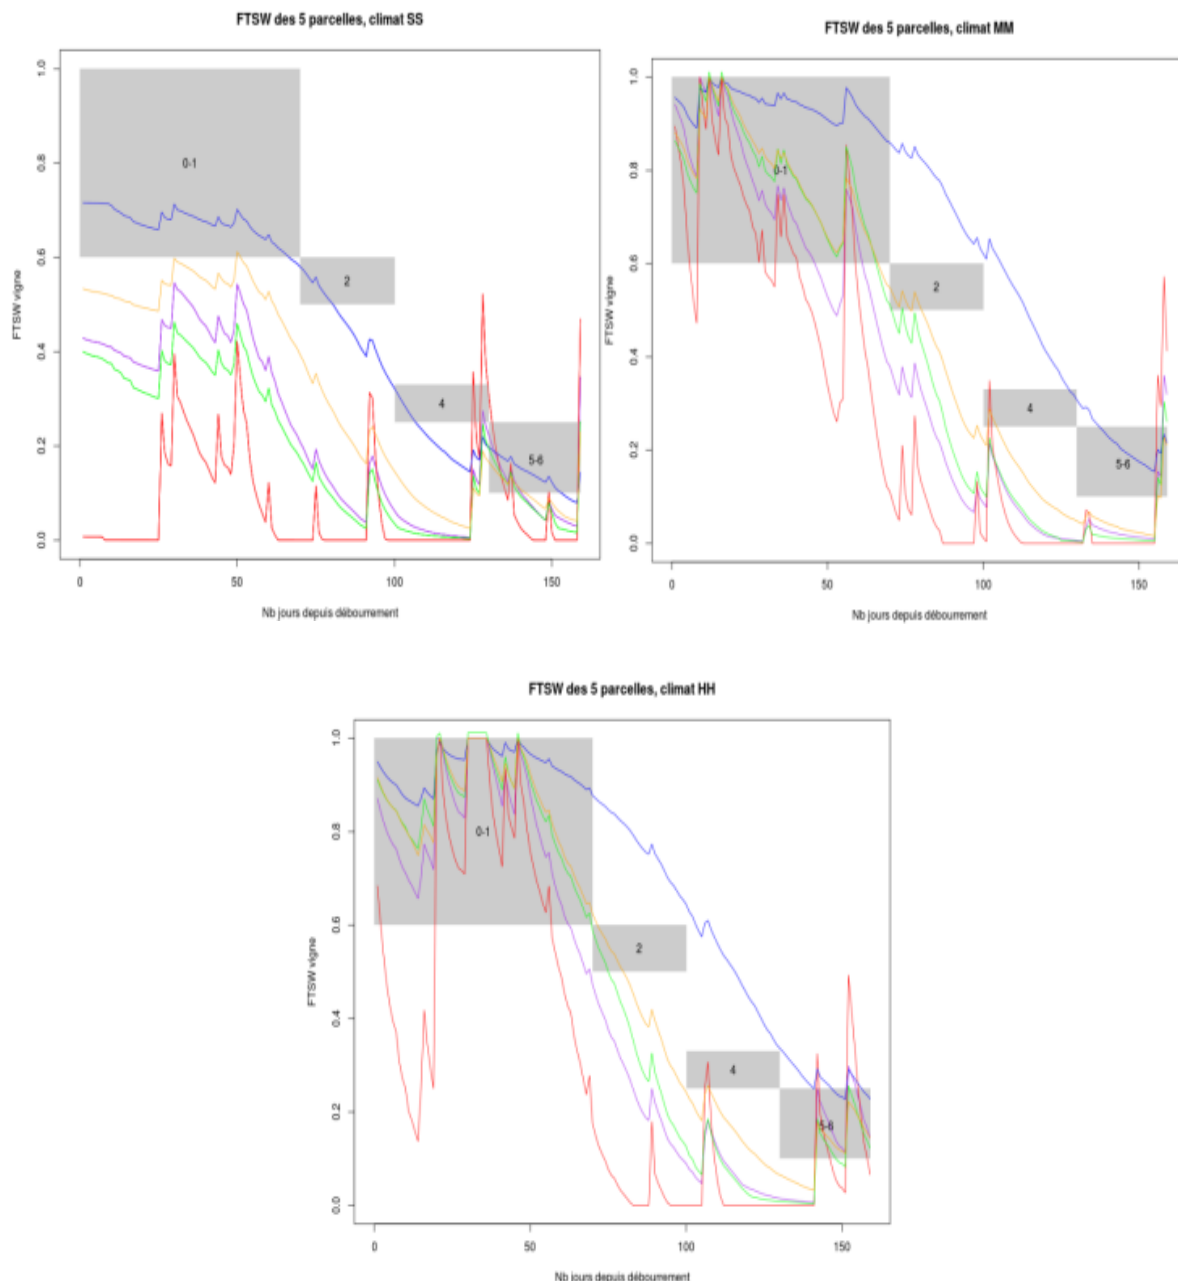 FTSW des 5 parcelles, climat SS
FTSW vigne
1.0
0.8
0.6
0.4
0.2
0.0
0-1
2
4
5-6
0 50 100 150
Nb jours depuis débourrement
FTSW des 5 parcelles, climat MM
FTSW vigne
1.0
0.8
0.6
0.4
0.2
0.0
0-1
2
4
5-6
0 50 100 150
Nb jours depuis débourrement
FTSW des 5 parcelles, climat HH
FTSW vigne
1.0
0.8
0.6
0.4
0.2
0.0
0-1
2
4
5-6
0 50 100 150
Nb jours depuis débourrement